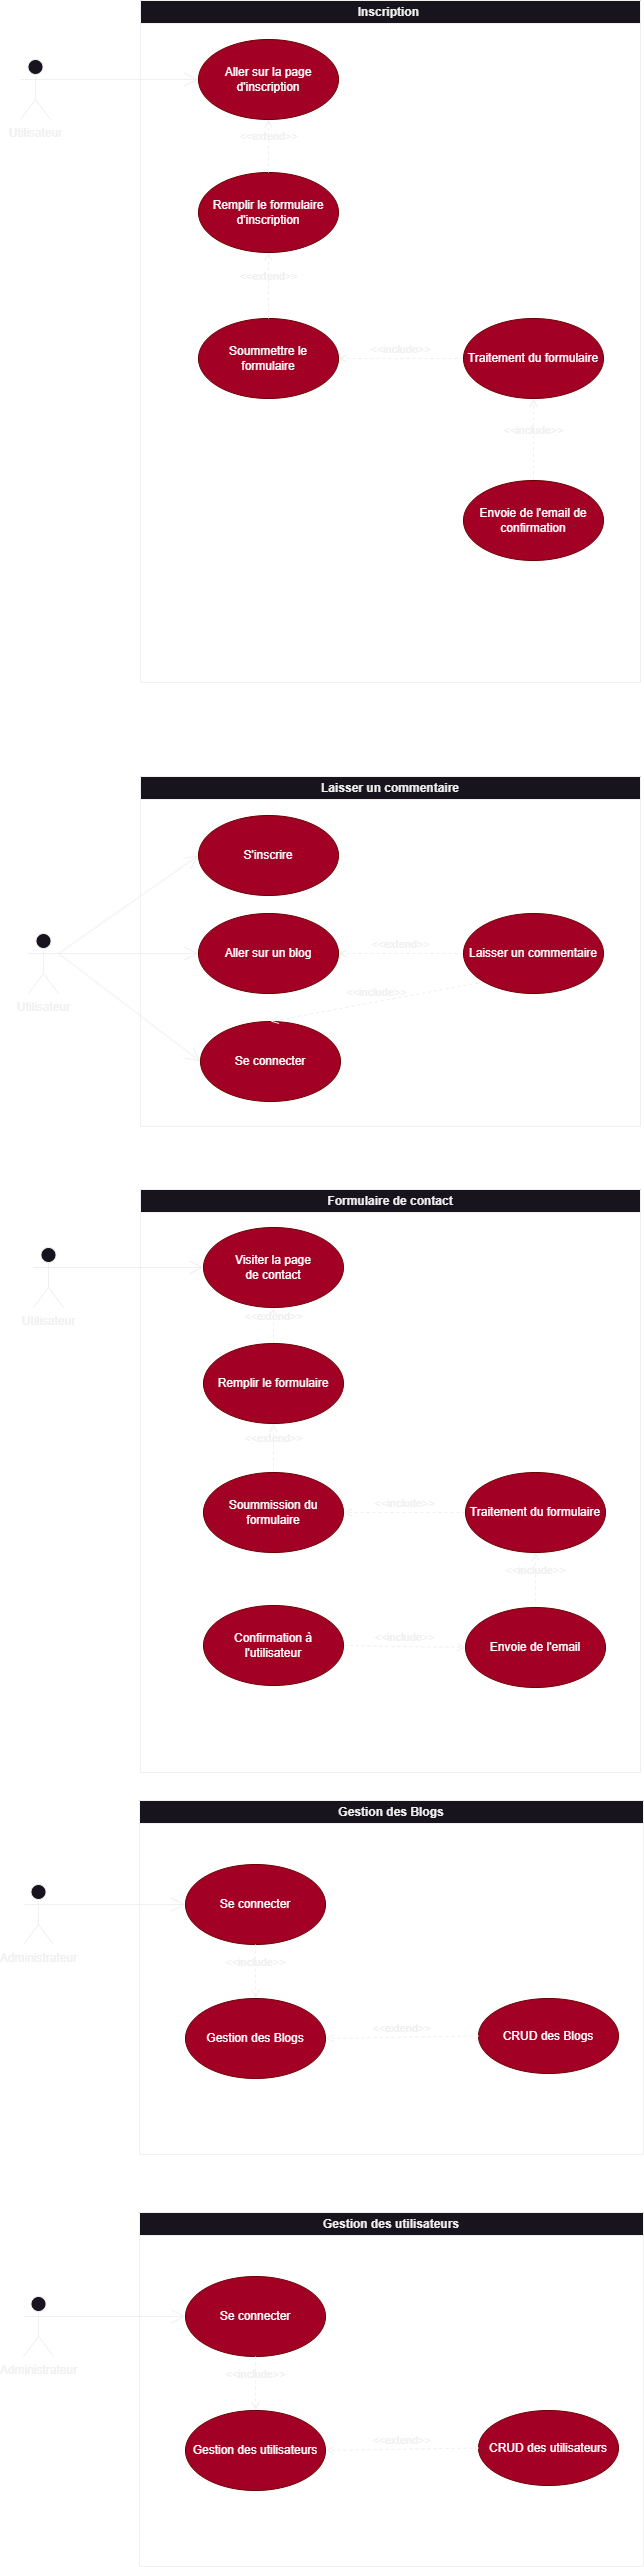 Inscription
Aller sur la page
d'inscription
Utilisateur
<<extend>>
Remplir le formulaire
d'inscription
<<extend>>
Soummettre le
formulaire
<<include>>
Traitement du formulaire
<<include>>
Envoie de l'email de
confirmation
Laisser un commentaire
S'inscrire
Utilisateur
Aller sur un blog
<<extend>>
Laisser un commentaire
<<include>>
Se connecter
Formulaire de contact
Visiter la page
de contact
Utilisateur
<<extend>>
Remplir le formulaire
<<extend>>
Soummission du
formulaire
<<include>>
Traitement du formulaire
<<include>>
Confirmation à
l'utilisateur
<<include>>
Envoie de l'email
Gestion des Blogs
Se connecter
Administrateur
<<include>>
Gestion des Blogs
<<extend>>
CRUD des Blogs
Gestion des utilisateurs
Se connecter
Administrateur
<<include>>
Gestion des utilisateurs
<<extend>>
CRUD des utilisateurs